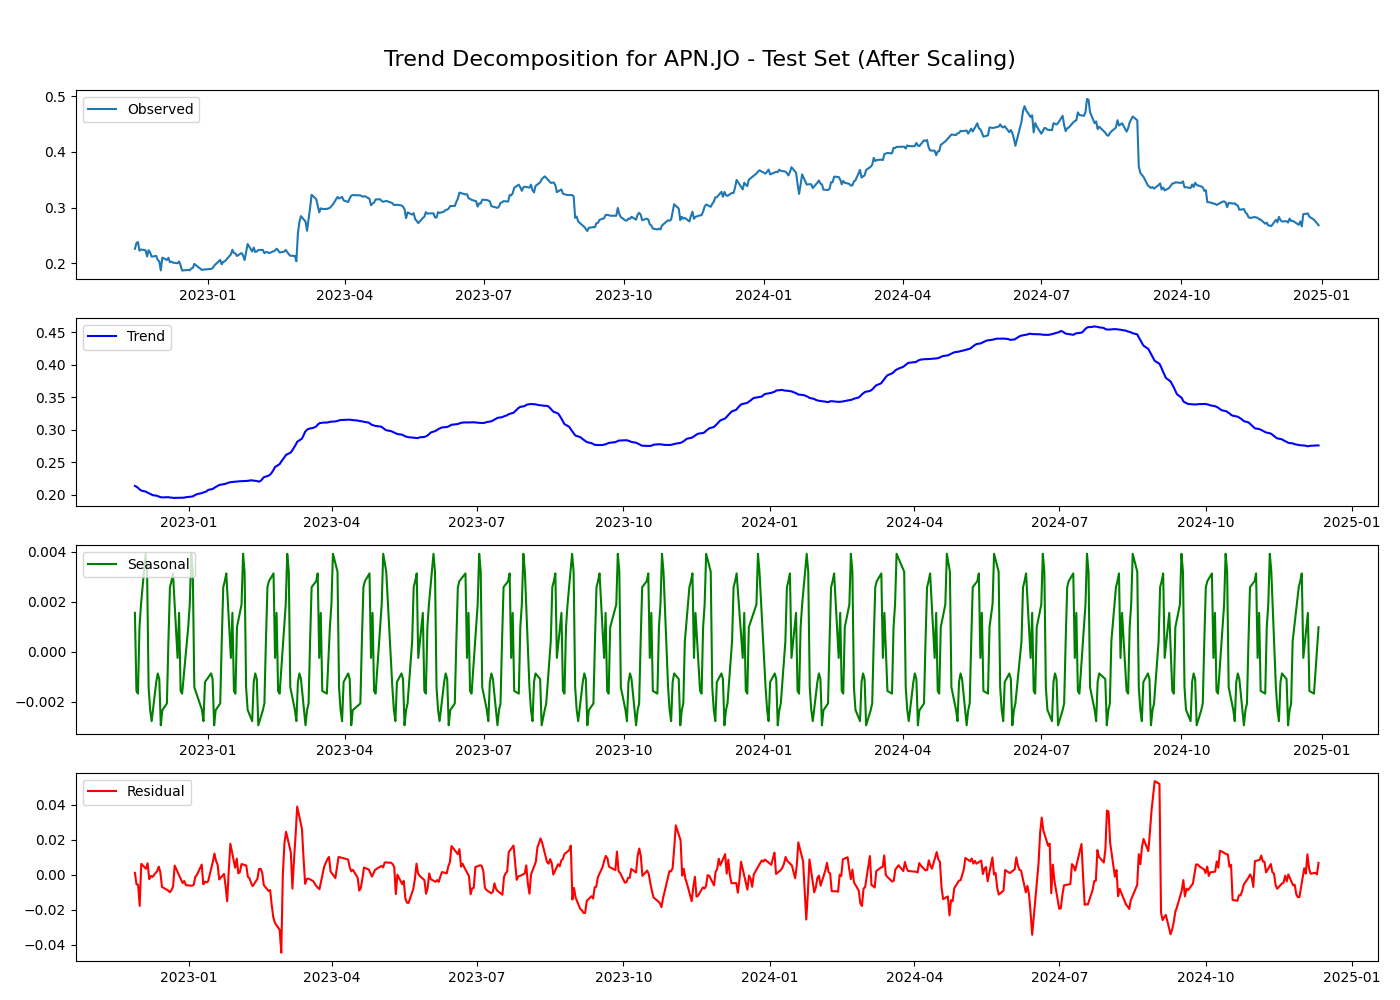 Trend Decomposition for APN.JO - Test Set (After Scaling)
0.5
0.4
0.3
0.2
Observed
2023-01 2023-04 2023-07 2023-10 2024-01 2024-04 2024-07 2024-10 2025-01
0.45
0.40
0.35
0.30
0.25
0.20
Trend
2023-01 2023-04 2023-07 2023-10 2024-01 2024-04 2024-07 2024-10 2025-01
0.004
0.002
0.000
−0.002
Seasonal
2023-01 2023-04 2023-07 2023-10 2024-01 2024-04 2024-07 2024-10 2025-01
0.04
0.02
0.00
−0.02
−0.04
Residual
2023-01 2023-04 2023-07 2023-10 2024-01 2024-04 2024-07 2024-10 2025-01